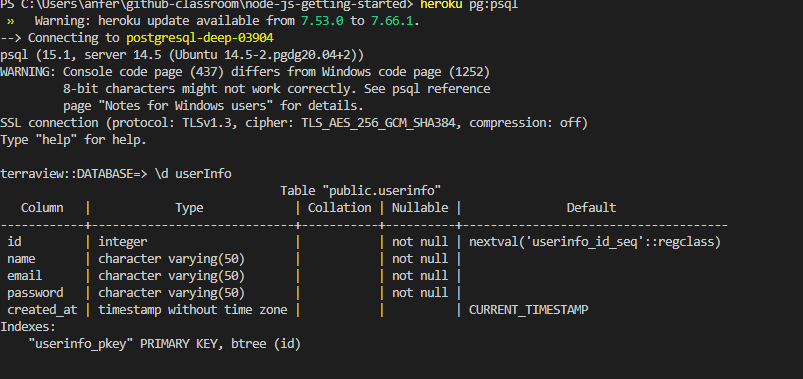 PS C:\Users\anfer\github-classroom\node-js-getting-started> heroku pg:psql
»   Warning: heroku update available from 7.53.0 to 7.66.1.
--> Connecting to postgresql-deep-03904
psql (15.1, server 14.5 (Ubuntu 14.5-2.pgdg20.04+2))
WARNING: Console code page (437) differs from Windows code page (1252)
         8-bit characters might not work correctly. See psql reference
         page "Notes for Windows users" for details.
SSL connection (protocol: TLSv1.3, cipher: TLS_AES_256_GCM_SHA384, compression: off)
Type "help" for help.
terraview::DATABASE=> \d userInfo
                                        Table "public.userinfo"
   Column   |            Type             | Collation | Nullable |               Default
------------+-----------------------------+-----------+----------+--------------------------------------
 id         | integer                     |           | not null | nextval('userinfo_id_seq'::regclass)
 name       | character varying(50)       |           | not null |
 email      | character varying(50)       |           | not null |
 password   | character varying(50)       |           | not null |
 created_at | timestamp without time zone |           |          | CURRENT_TIMESTAMP
Indexes:
    "userinfo_pkey" PRIMARY KEY, btree (id)